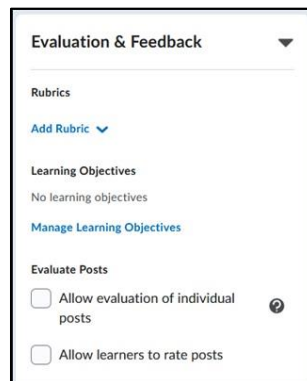 Evaluation & Feedback
Rubrics
Add Rubric
Learning Objectives
No learning objectives
Manage Learning Objectives
Evaluate Posts
Allow evaluation of individual
posts
Allow learners to rate posts